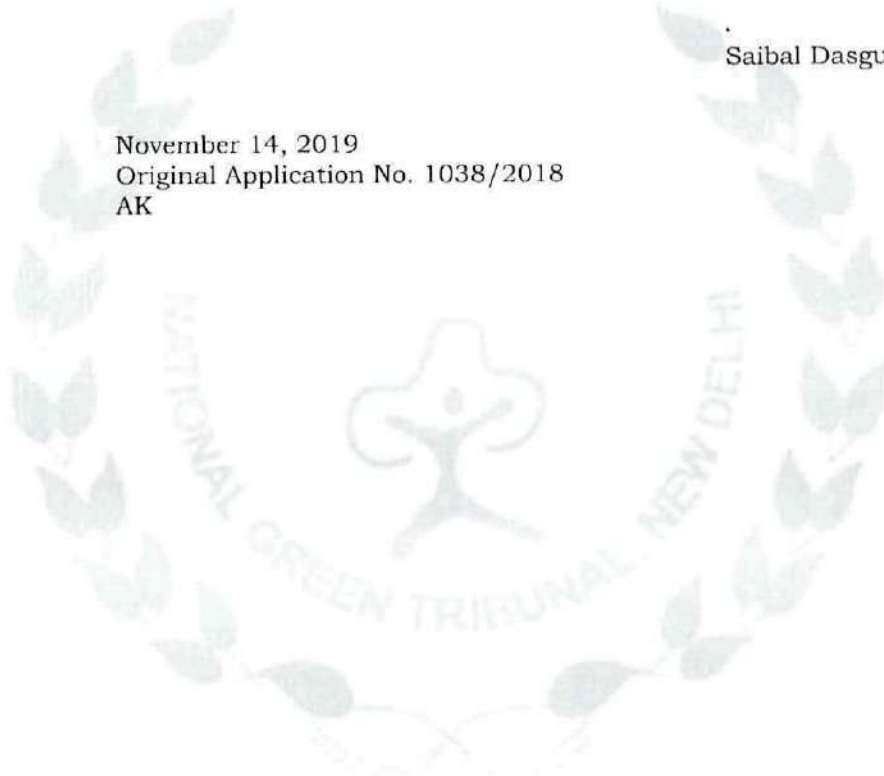 Saibal Dasgu
November 14, 2019
Original Application No. 1038/2018
AK
NATIONAL GREEN TRIBUNAL NEW DELHI